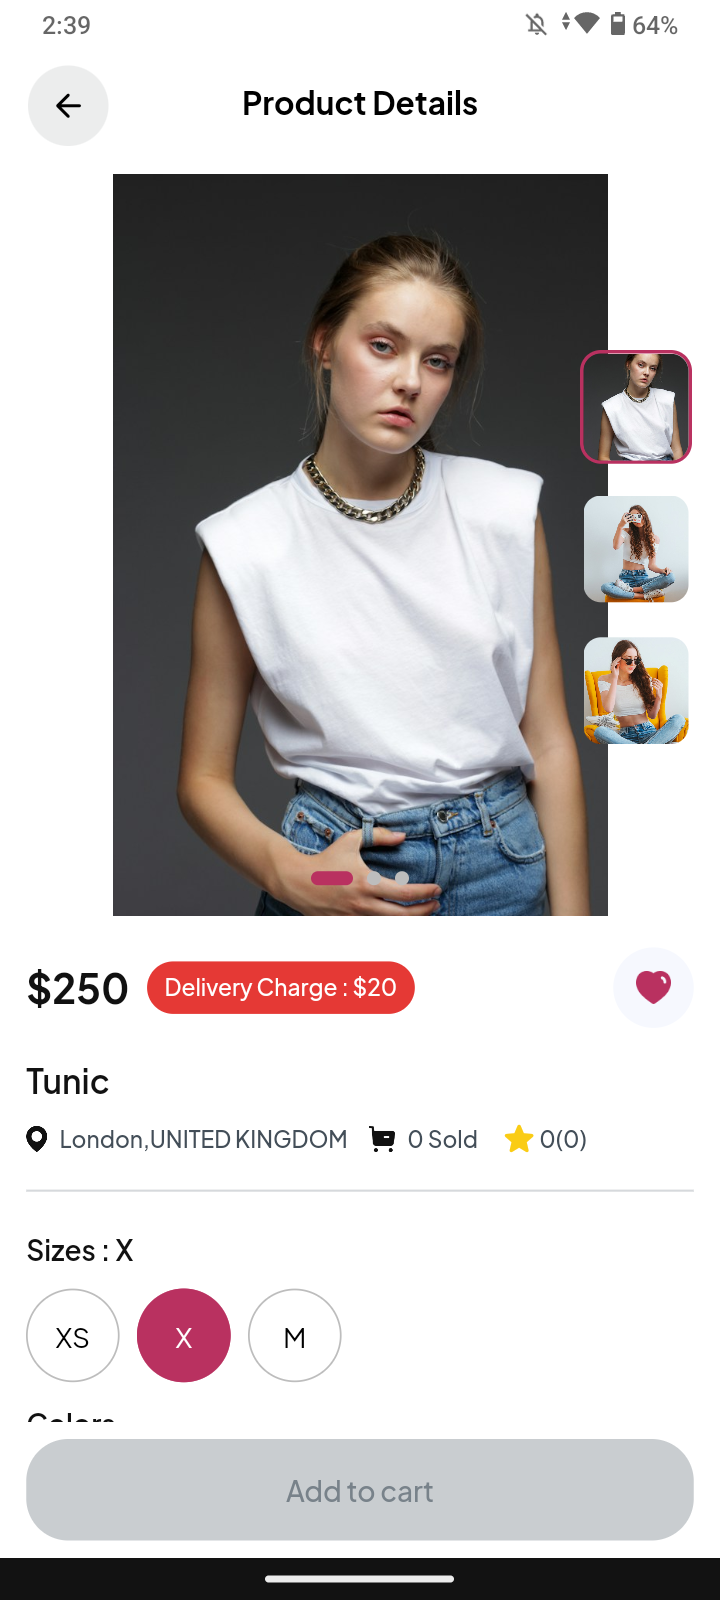 2:39
64%
Product Details
$250
Delivery Charge : $20
Tunic
London,UNITED KINGDOM
0 Sold
0(0)
Sizes : X
XS
X
M
Colors
Add to cart